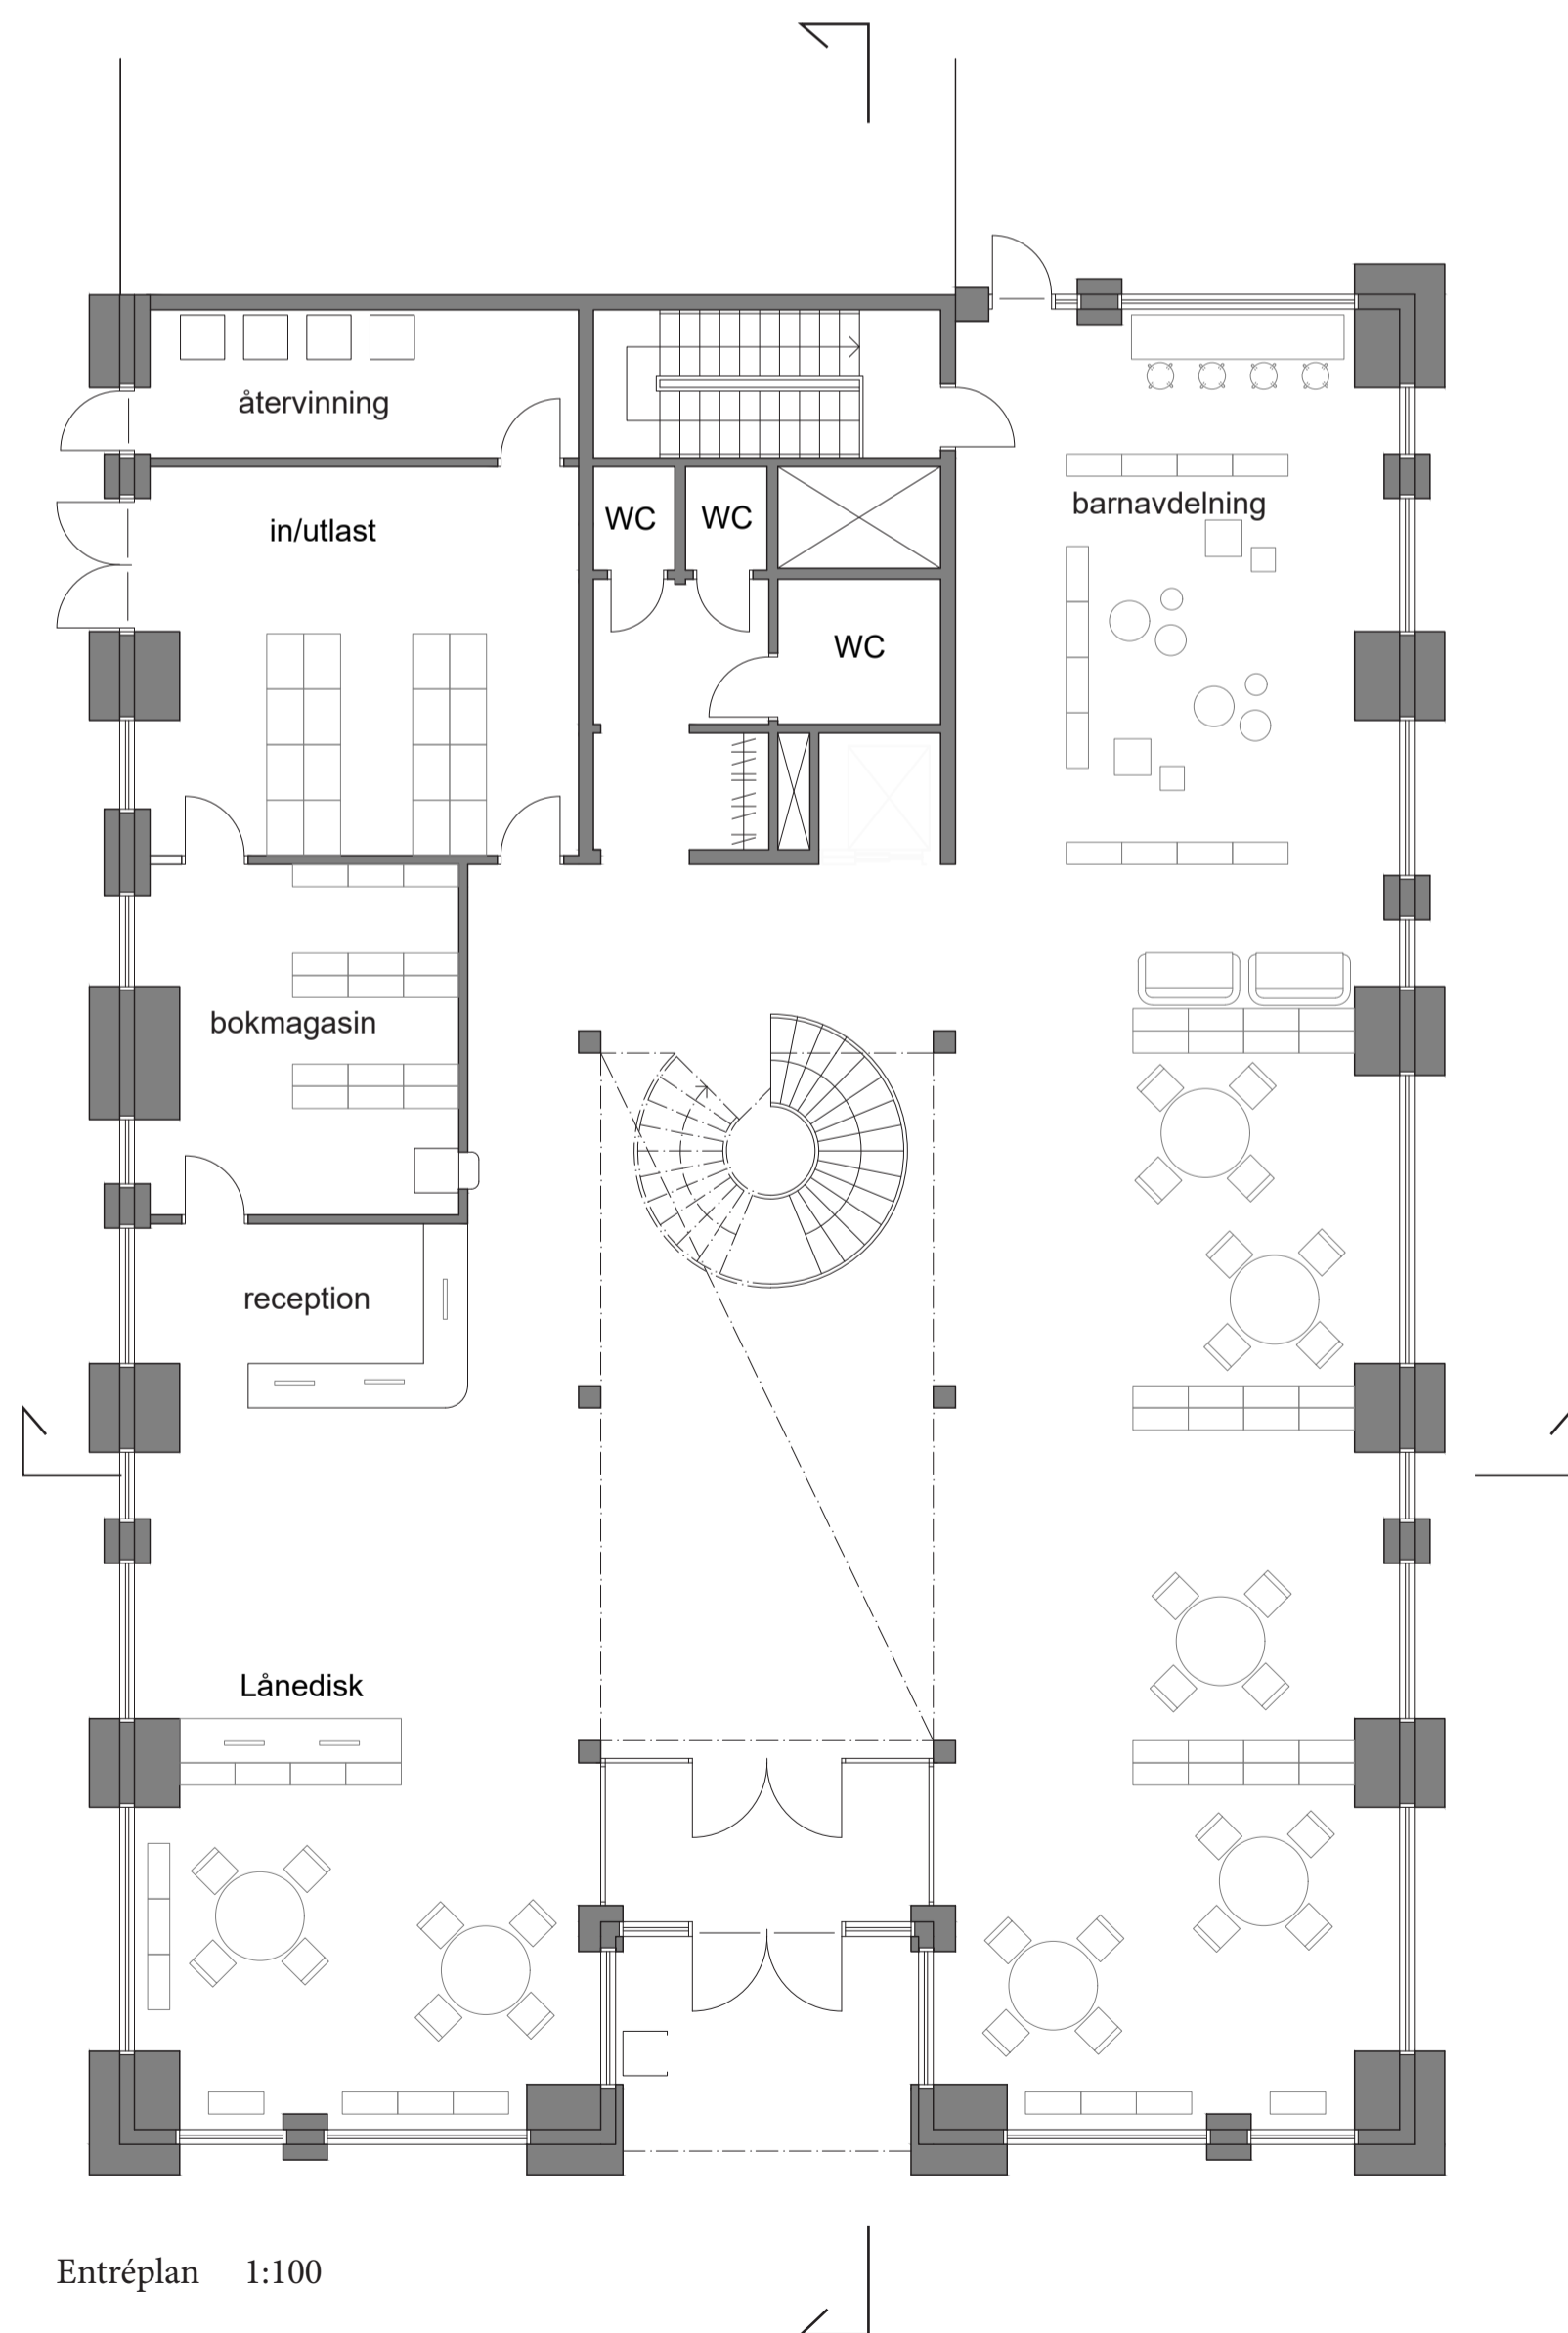 återvinning
in/utlast
WC
WC
barnavdelning
WC
bokmagasin
reception
Lånedisk
Entréplan 1:100